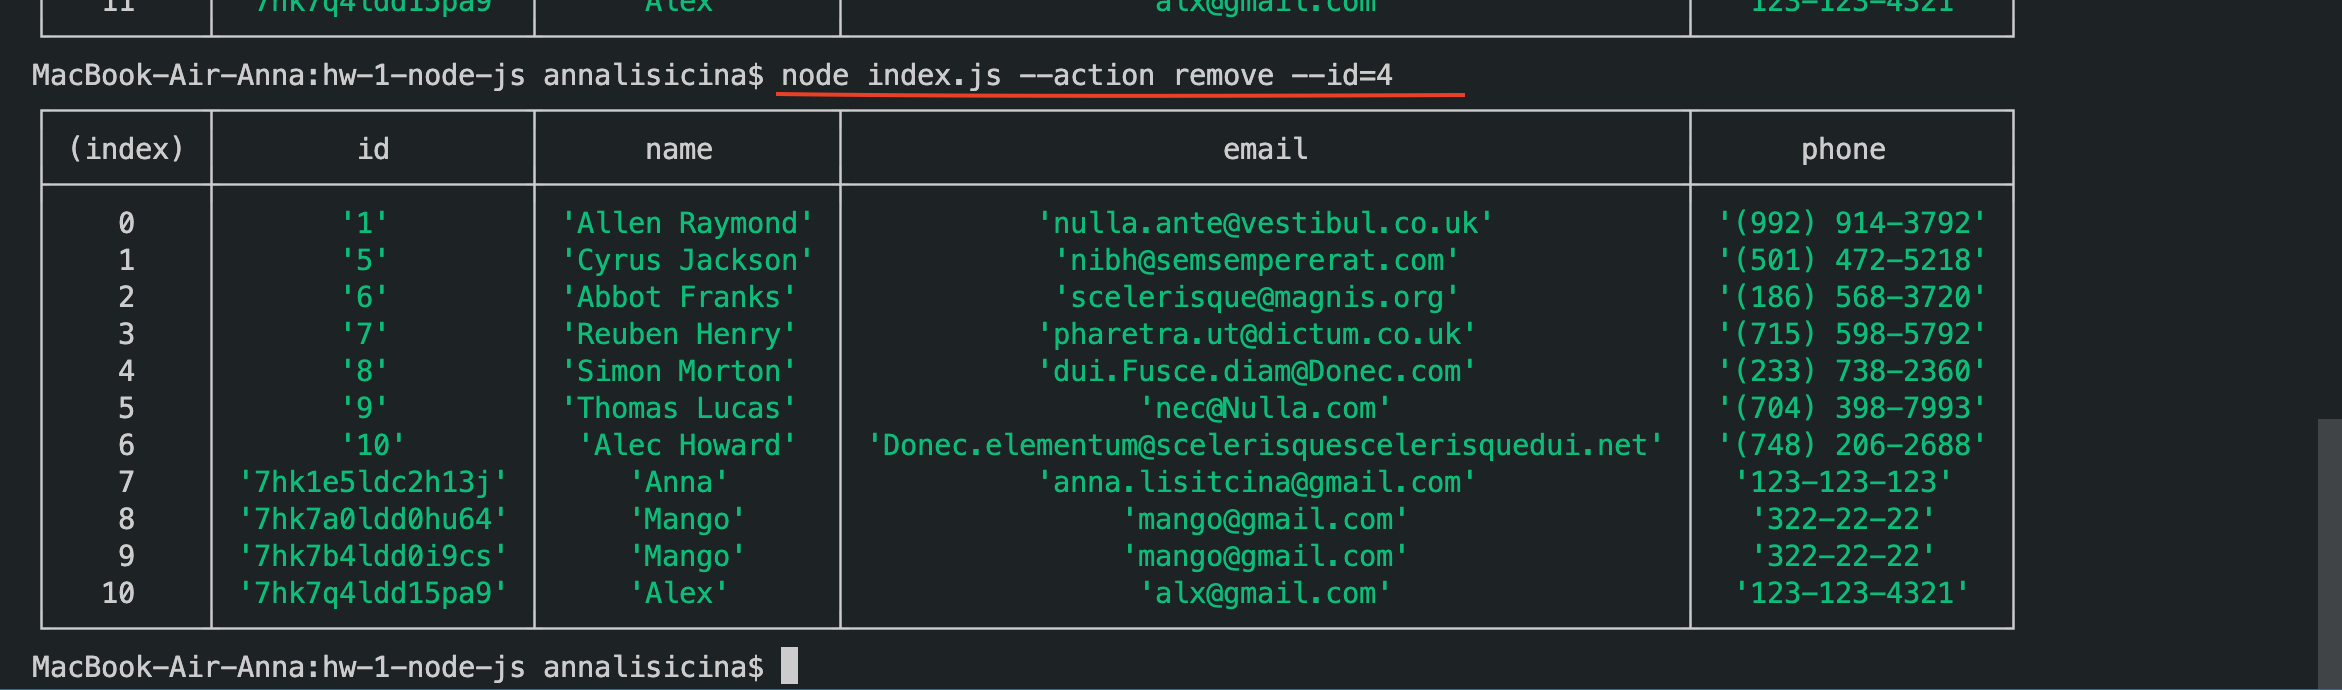 11 '7hk7q4ldd15pa9' 'Alex' 'alx@gmail.com' '123-123-4321'
MacBook-Air-Anna:hw-1-node-js annalisicina$ node index.js --action remove --id=4
(index) id name email phone
0 '1' 'Allen Raymond' 'nulla.ante@vestibul.co.uk' '(992) 914-3792'
1 '5' 'Cyrus Jackson' 'nibh@semsempererat.com' '(501) 472-5218'
2 '6' 'Abbot Franks' 'scelerisque@magnis.org' '(186) 568-3720'
3 '7' 'Reuben Henry' 'pharetra.ut@dictum.co.uk' '(715) 598-5792'
4 '8' 'Simon Morton' 'dui.Fusce.diam@Donec.com' '(233) 738-2360'
5 '9' 'Thomas Lucas' 'nec@Nulla.com' '(704) 398-7993'
6 '10' 'Alec Howard' 'Donec.elementum@scelerisquescelerisquedui.net' '(748) 206-2688'
7 '7hk1e5ldc2h13j' 'Anna' 'anna.lisitcina@gmail.com' '123-123-123'
8 '7hk7a0ldd0hu64' 'Mango' 'mango@gmail.com' '322-22-22'
9 '7hk7b4ldd0i9cs' 'Mango' 'mango@gmail.com' '322-22-22'
10 '7hk7q4ldd15pa9' 'Alex' 'alx@gmail.com' '123-123-4321'
MacBook-Air-Anna:hw-1-node-js annalisicina$